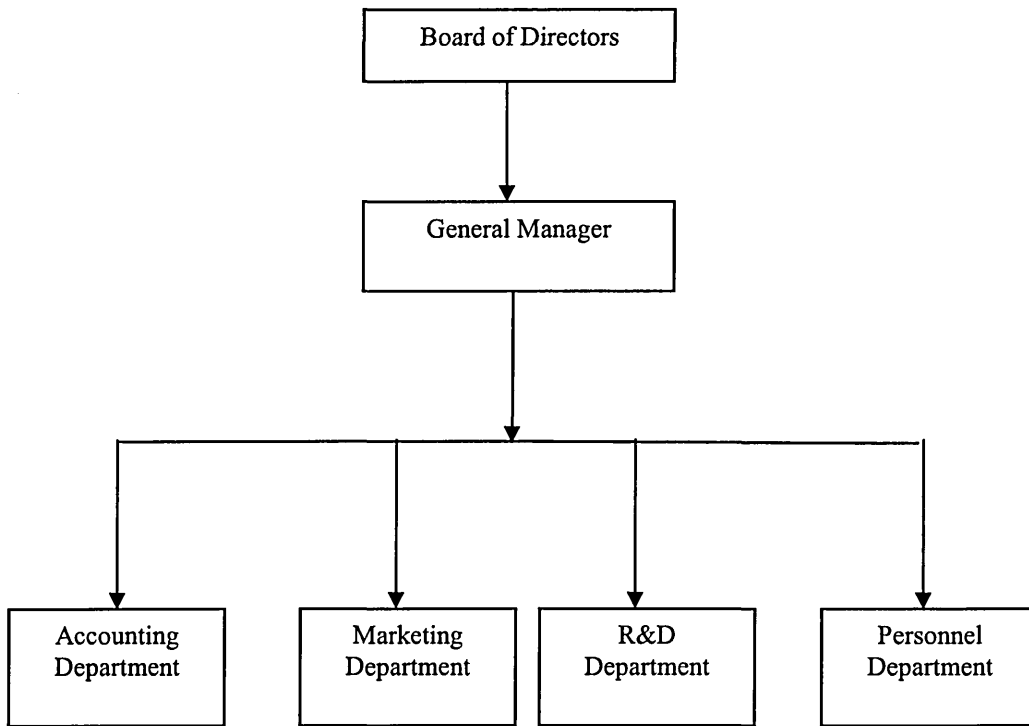 Board of Directors
General Manager
Accounting
Department
Marketing
Department
R&D
Department
Personnel
Department